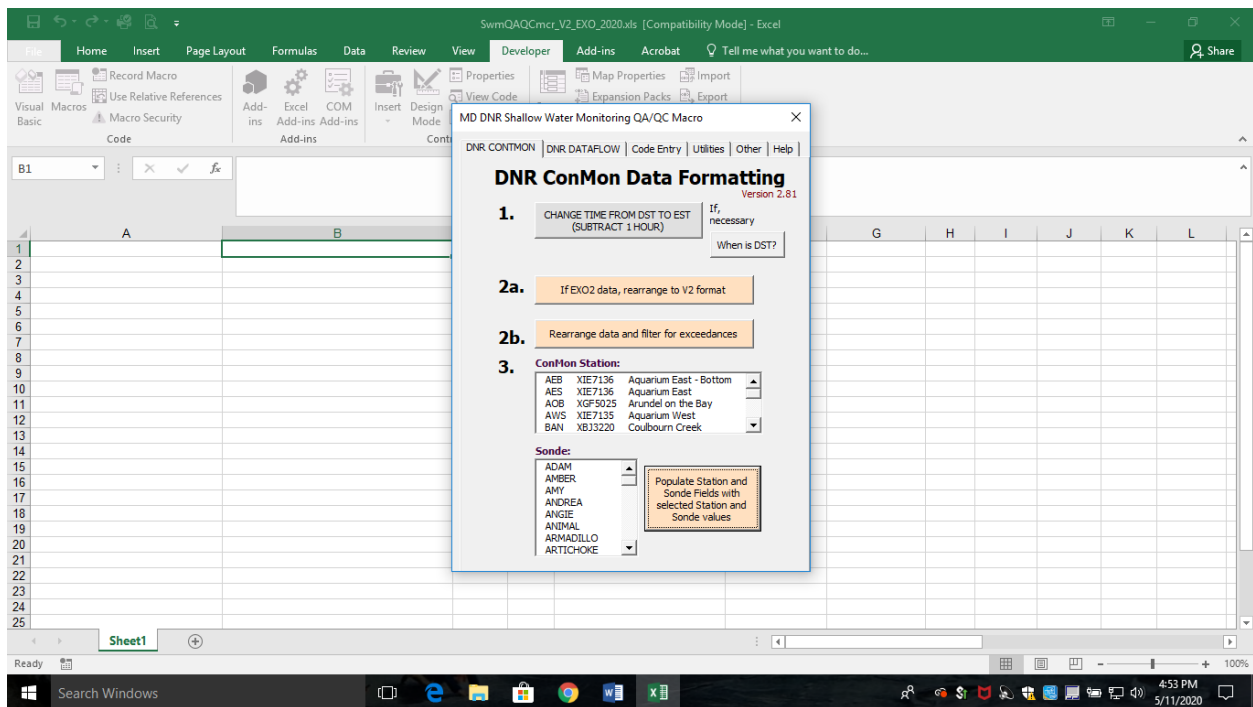 SwmQAQCmcr_V2_EXO_2020.xls [Compatibility Mode] - Excel
File Home Insert Page Layout Formulas Data Review View Developer Add-ins Acrobat Tell me what you want to do... Share
Visual Basic
Macros
Record Macro
Use Relative References
Macro Security
Code
Add-ins
Excel Add-ins
COM Add-ins
Add-ins
Insert
Design Mode
Properties
View Code
Cont
Map Properties
Expansion Packs
Import
Export
B1
fx
A B G H I J K L
1
2
3
4
5
6
7
8
9
10
11
12
13
14
15
16
17
18
19
20
21
22
23
24
25
MD DNR Shallow Water Monitoring QA/QC Macro
DNR CONTMON DNR DATAFLOW Code Entry Utilities Other Help
DNR ConMon Data Formatting
Version 2.81
1.
CHANGE TIME FROM DST TO EST
(SUBTRACT 1 HOUR)
If,
necessary
When is DST?
2a.
If EXO2 data, rearrange to V2 format
2b.
Rearrange data and filter for exceedances
3.
ConMon Station:
AEB XIE7136 Aquarium East - Bottom
AES XIE7136 Aquarium East
AOB XGF5025 Arundel on the Bay
AWS XIE7135 Aquarium West
BAN XBJ3220 Coulbourn Creek
Sonde:
ADAM
AMBER
AMY
ANDREA
ANGIE
ANIMAL
ARMADILLO
ARTICHOKE
Populate Station and
Sonde Fields with
selected Station and
Sonde values
Sheet1
Ready
100%
Search Windows
4:53 PM
5/11/2020